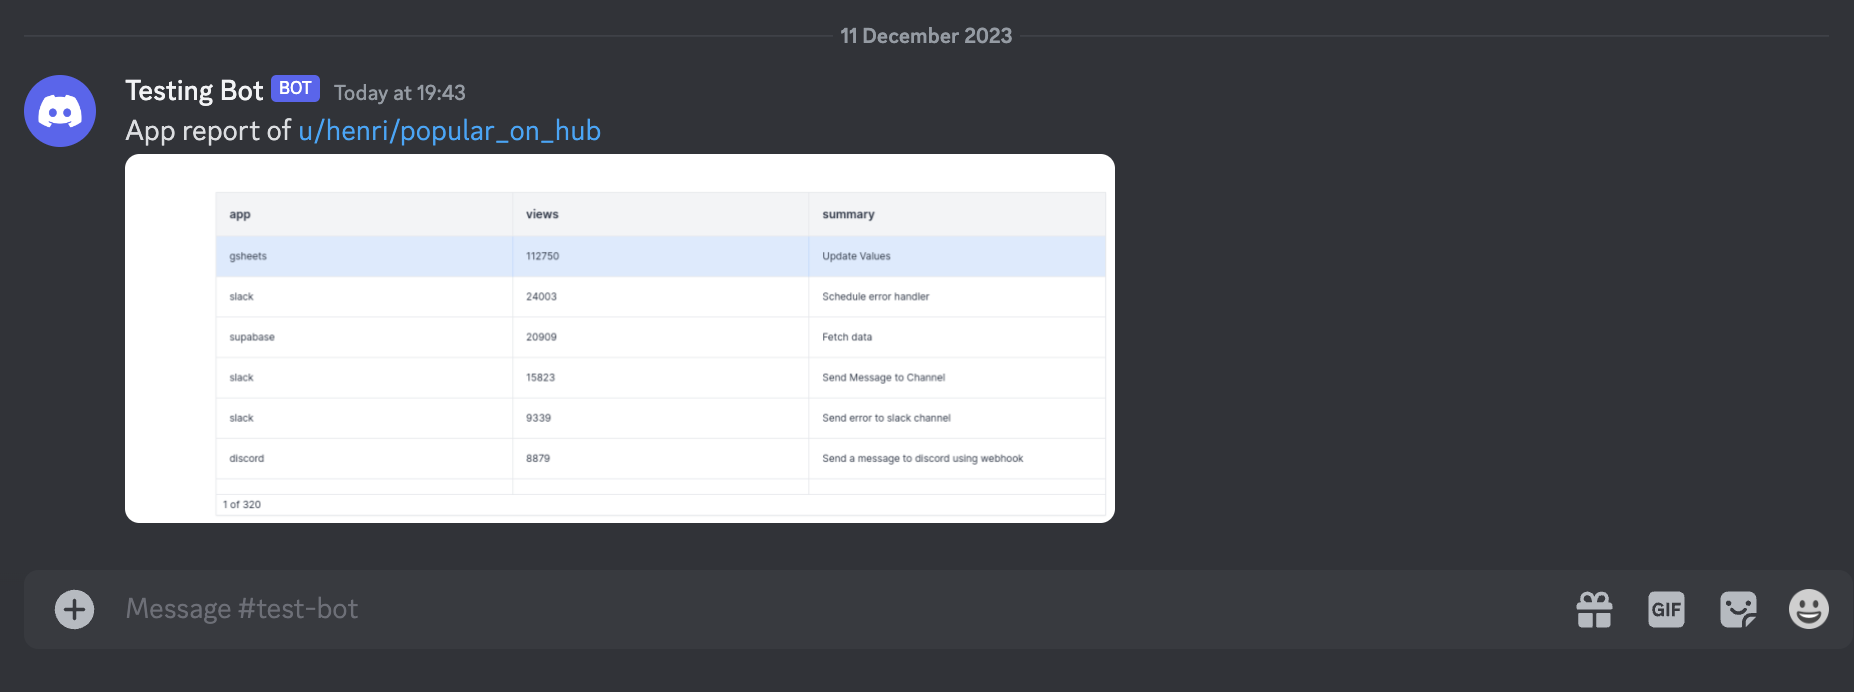 11 December 2023
Testing Bot BOT Today at 19:43
App report of u/henri/popular_on_hub
app views summary
gsheets 112750 Update Values
slack 24003 Schedule error handler
supabase 20909 Fetch data
slack 15823 Send Message to Channel
slack 9339 Send error to slack channel
discord 8879 Send a message to discord using webhook
1 of 320
Message #test-bot GIF